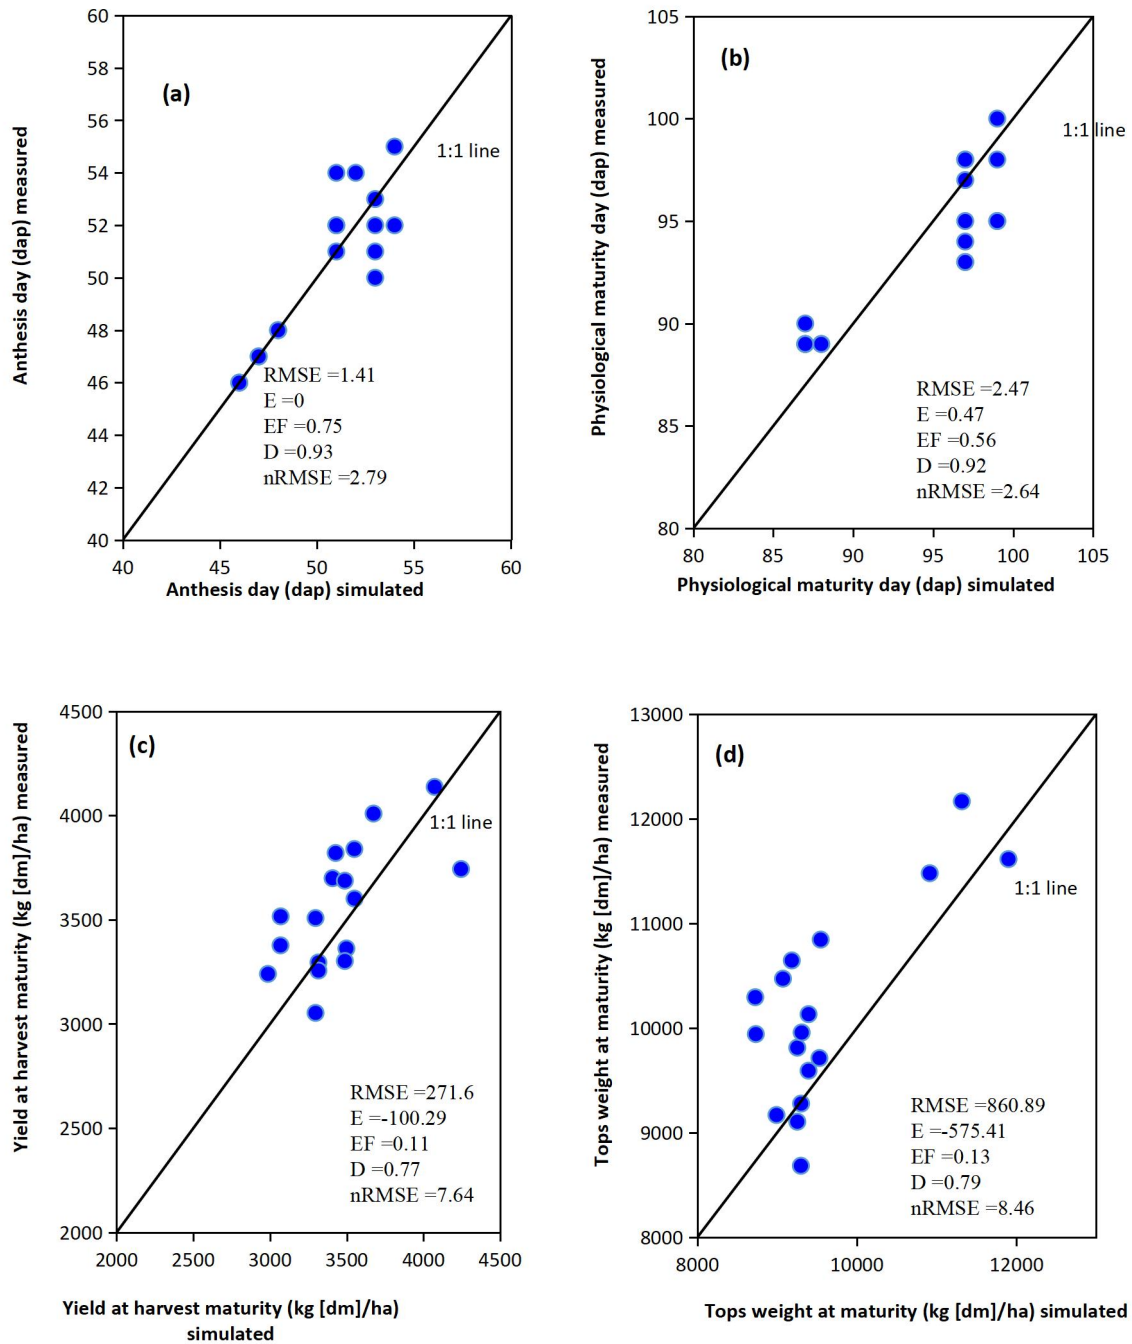 (a)
Anthesis day (dap) measured
60
58
56
54
52
50
48
46
44
42
40
1:1 line
RMSE =1.41
E =0
EF =0.75
D =0.93
nRMSE =2.79
40
45
50
55
60
Anthesis day (dap) simulated
(b)
Physiological maturity day (dap) measured
105
100
95
90
85
80
1:1 line
RMSE =2.47
E =0.47
EF =0.56
D =0.92
nRMSE =2.64
80
85
90
95
100
105
Physiological maturity day (dap) simulated
(c)
Yield at harvest maturity (kg [dm]/ha) measured
4500
4000
3500
3000
2500
2000
1:1 line
RMSE =271.6
E =-100.29
EF =0.11
D =0.77
nRMSE =7.64
2000
2500
3000
3500
4000
4500
Yield at harvest maturity (kg [dm]/ha)
simulated
(d)
Tops weight at maturity (kg [dm]/ha) measured
13000
12000
11000
10000
9000
8000
1:1 line
RMSE =860.89
E =-575.41
EF =0.13
D =0.79
nRMSE =8.46
8000
10000
12000
Tops weight at maturity (kg [dm]/ha) simulated